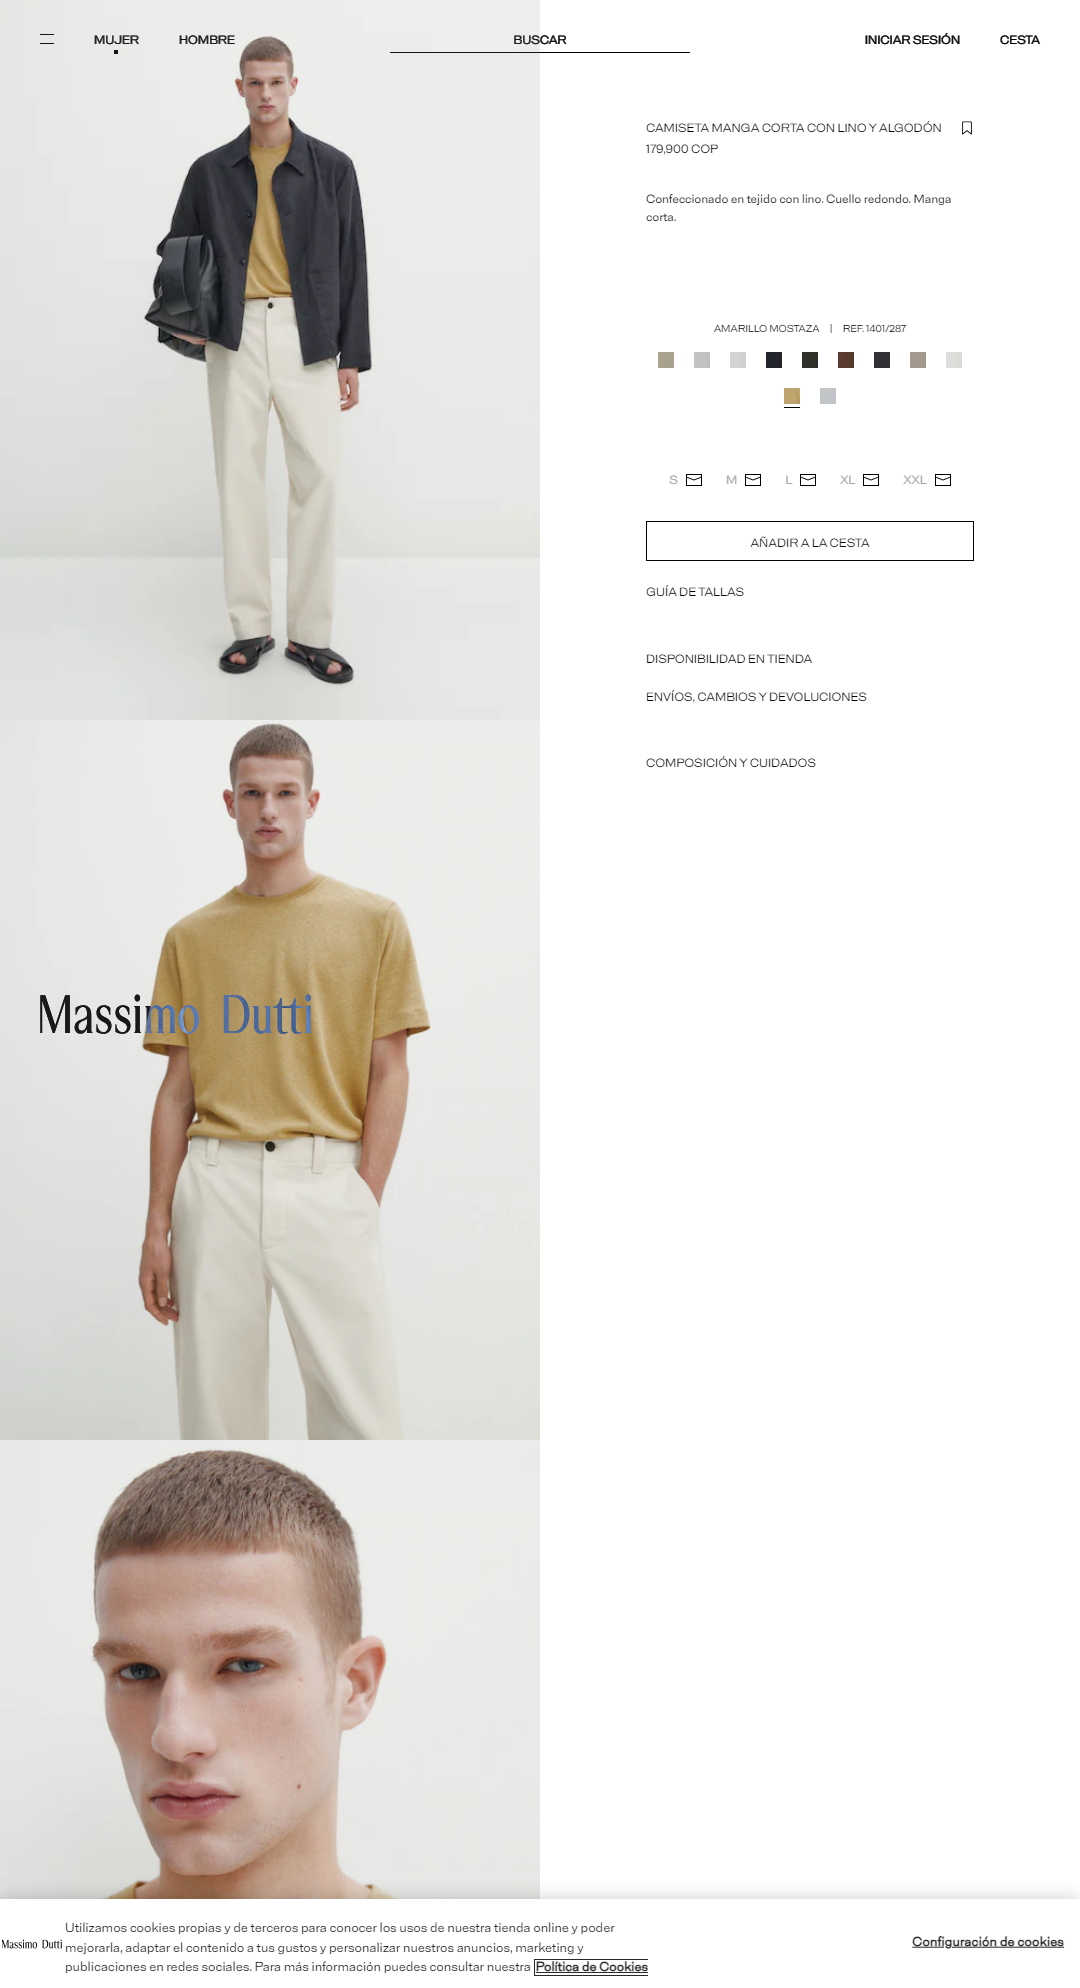 MUJER
HOMBRE
BUSCAR
INICIAR SESIÓN
CESTA
CAMISETA MANGA CORTA CON LINO Y ALGODÓN
179,900 COP
Confeccionado en tejido con lino. Cuello redondo. Manga
corta.
AMARILLO MOSTAZA | REF. 1401/287
S M L XL XXL
AÑADIR A LA CESTA
GUÍA DE TALLAS
DISPONIBILIDAD EN TIENDA
ENVÍOS, CAMBIOS Y DEVOLUCIONES
COMPOSICIÓN Y CUIDADOS
Massimo Dutti
Massimo Dutti
Utilizamos cookies propias y de terceros para conocer los usos de nuestra tienda online y poder
mejorarla, adaptar el contenido a tus gustos y personalizar nuestros anuncios, marketing y
publicaciones en redes sociales. Para más información puedes consultar nuestra Política de Cookies
Configuración de cookies